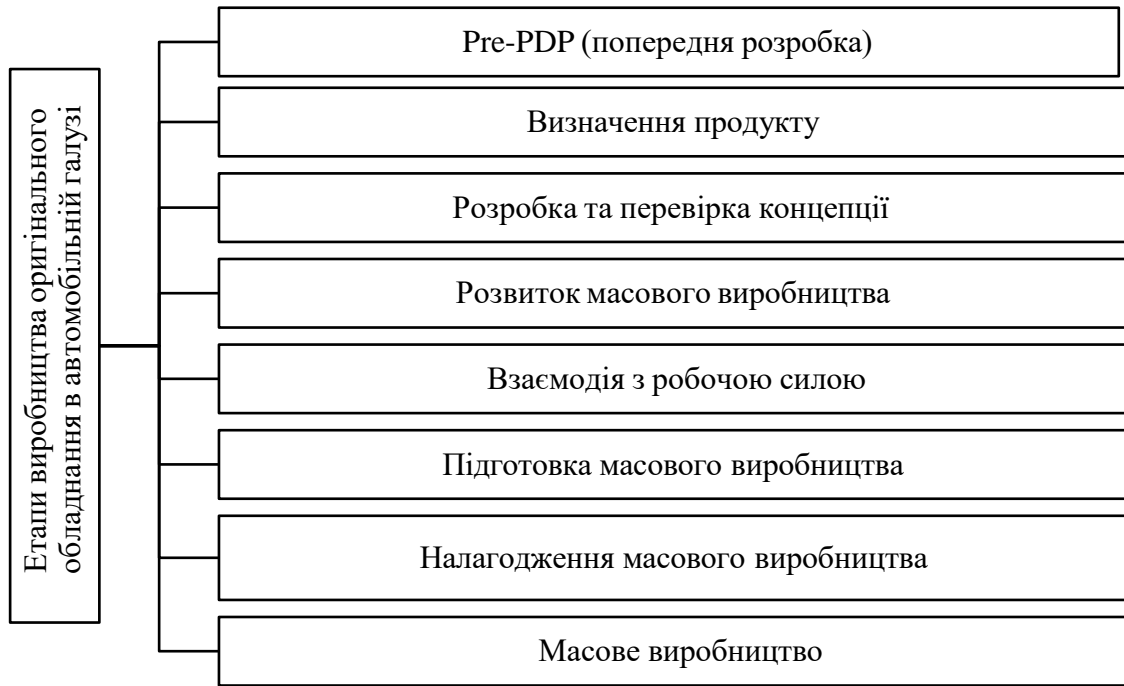 Етапи виробництва оригінального
обладнання в автомобільній галузі
Pre-PDP (попередня розробка)
Визначення продукту
Розробка та перевірка концепції
Розвиток масового виробництва
Взаємодія з робочою силою
Підготовка масового виробництва
Налагодження масового виробництва
Масове виробництво